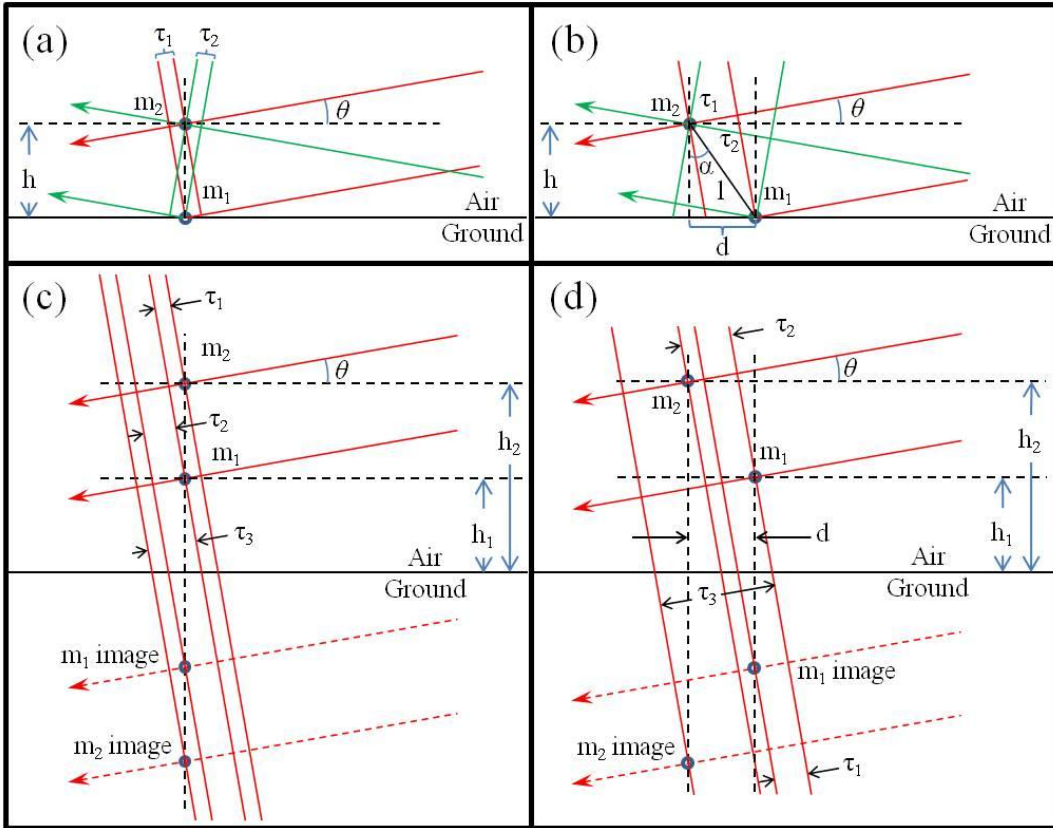 (a)
τ1 τ2
m2
θ
h
m1
Air
Ground
(b)
m2 τ1
θ
τ2
h
α
l
m1
Air
Ground
d
(c)
τ1
m2
θ
τ2
m1
h2
h1
τ3
Air
Ground
m1 image
m2 image
(d)
τ2
θ
m2
m1
h2
h1
d
Air
Ground
τ3
m1 image
m2 image
τ1